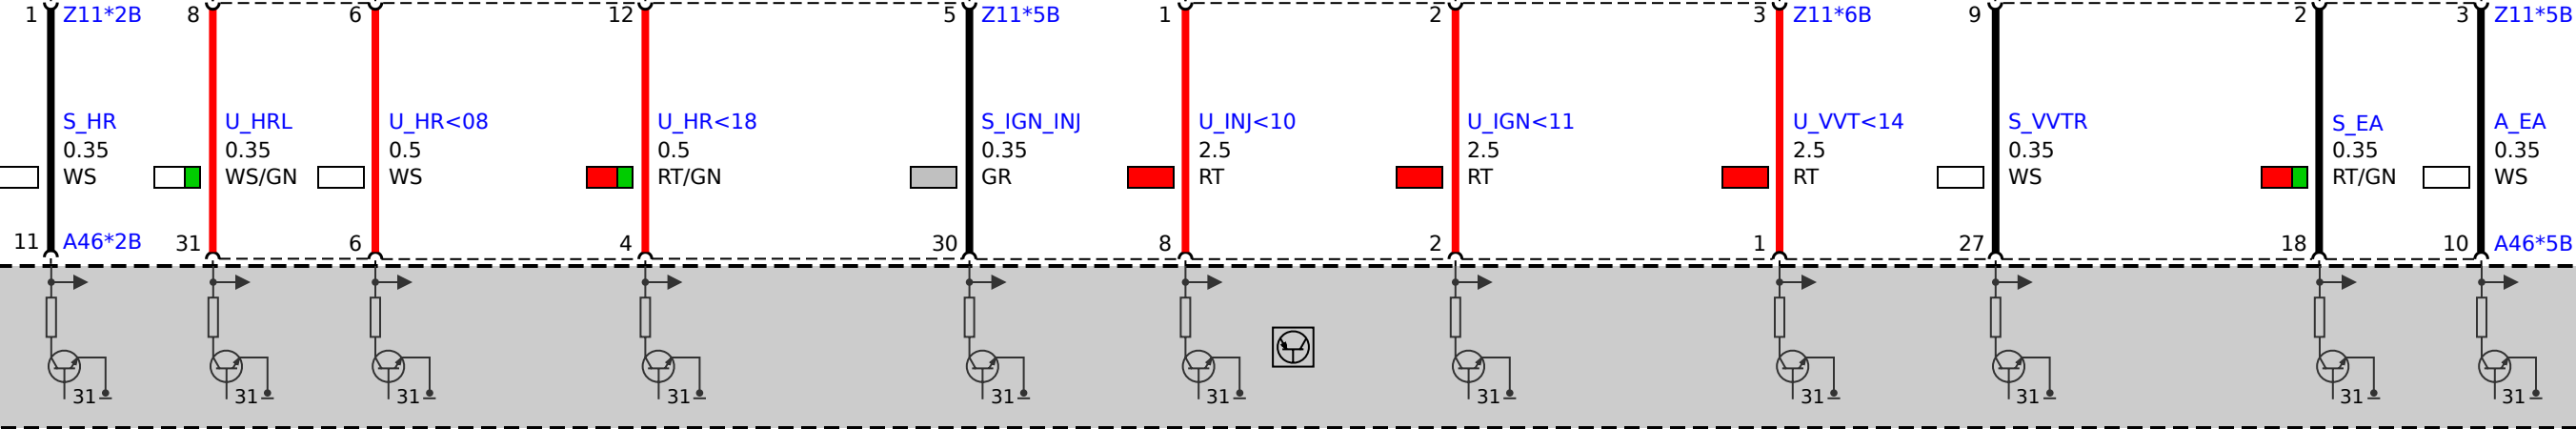 1 Z11*2B 8 6 12 5 Z11*5B 1 2 3 Z11*6B 9 2 3 Z11*5B
S_HR U_HRL U_HR<08 U_HR<18 S_IGN_INJ U_INJ<10 U_IGN<11 U_VVT<14 S_VVTR S_EA A_EA
0.35 0.35 0.5 0.5 0.35 2.5 2.5 2.5 0.35 0.35 0.35
WS WS/GN WS RT/GN GR RT RT RT WS RT/GN WS
11 A46*2B 31 6 4 30 8 2 1 27 18 10 A46*5B
31 31 31 31 31 31 31 31 31 31 31